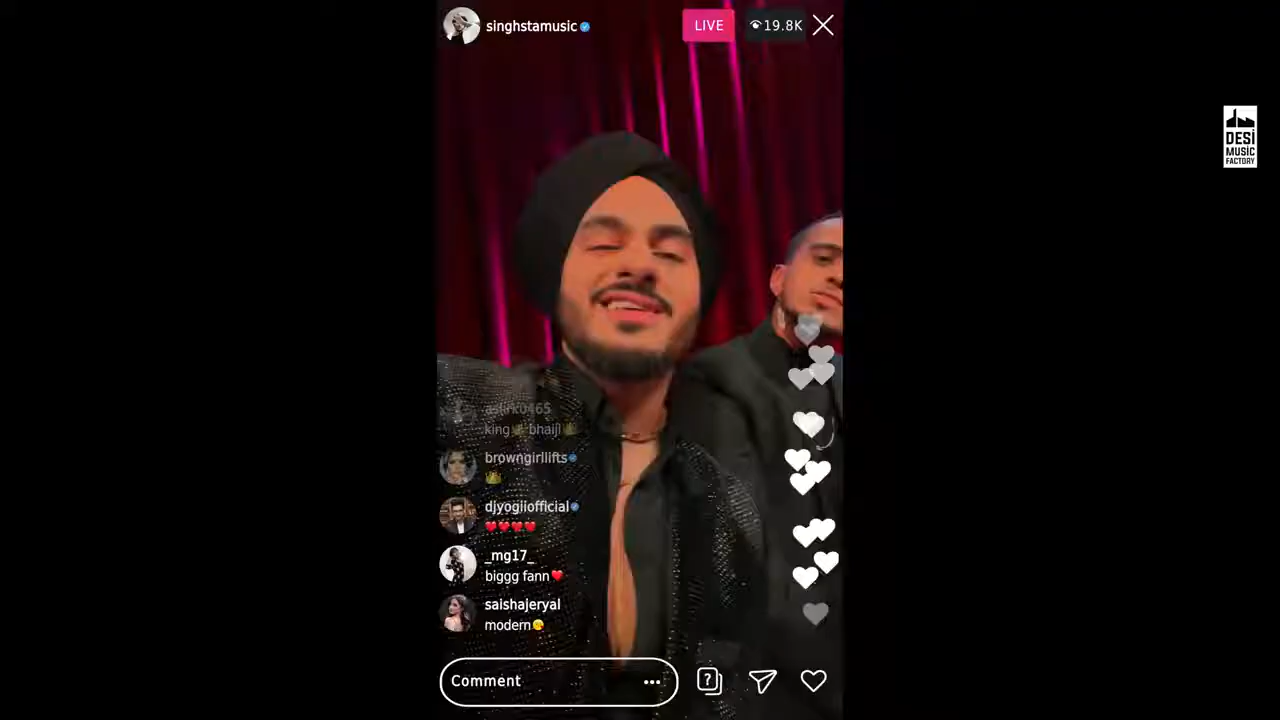 singhstamusic
LIVE
19.8K
DESi
MUSIC
FACTORY
king bhaiji
browngirllifts
djyogiiofficial
_mg17_
biggg fann
saishajeryal
modern
Comment